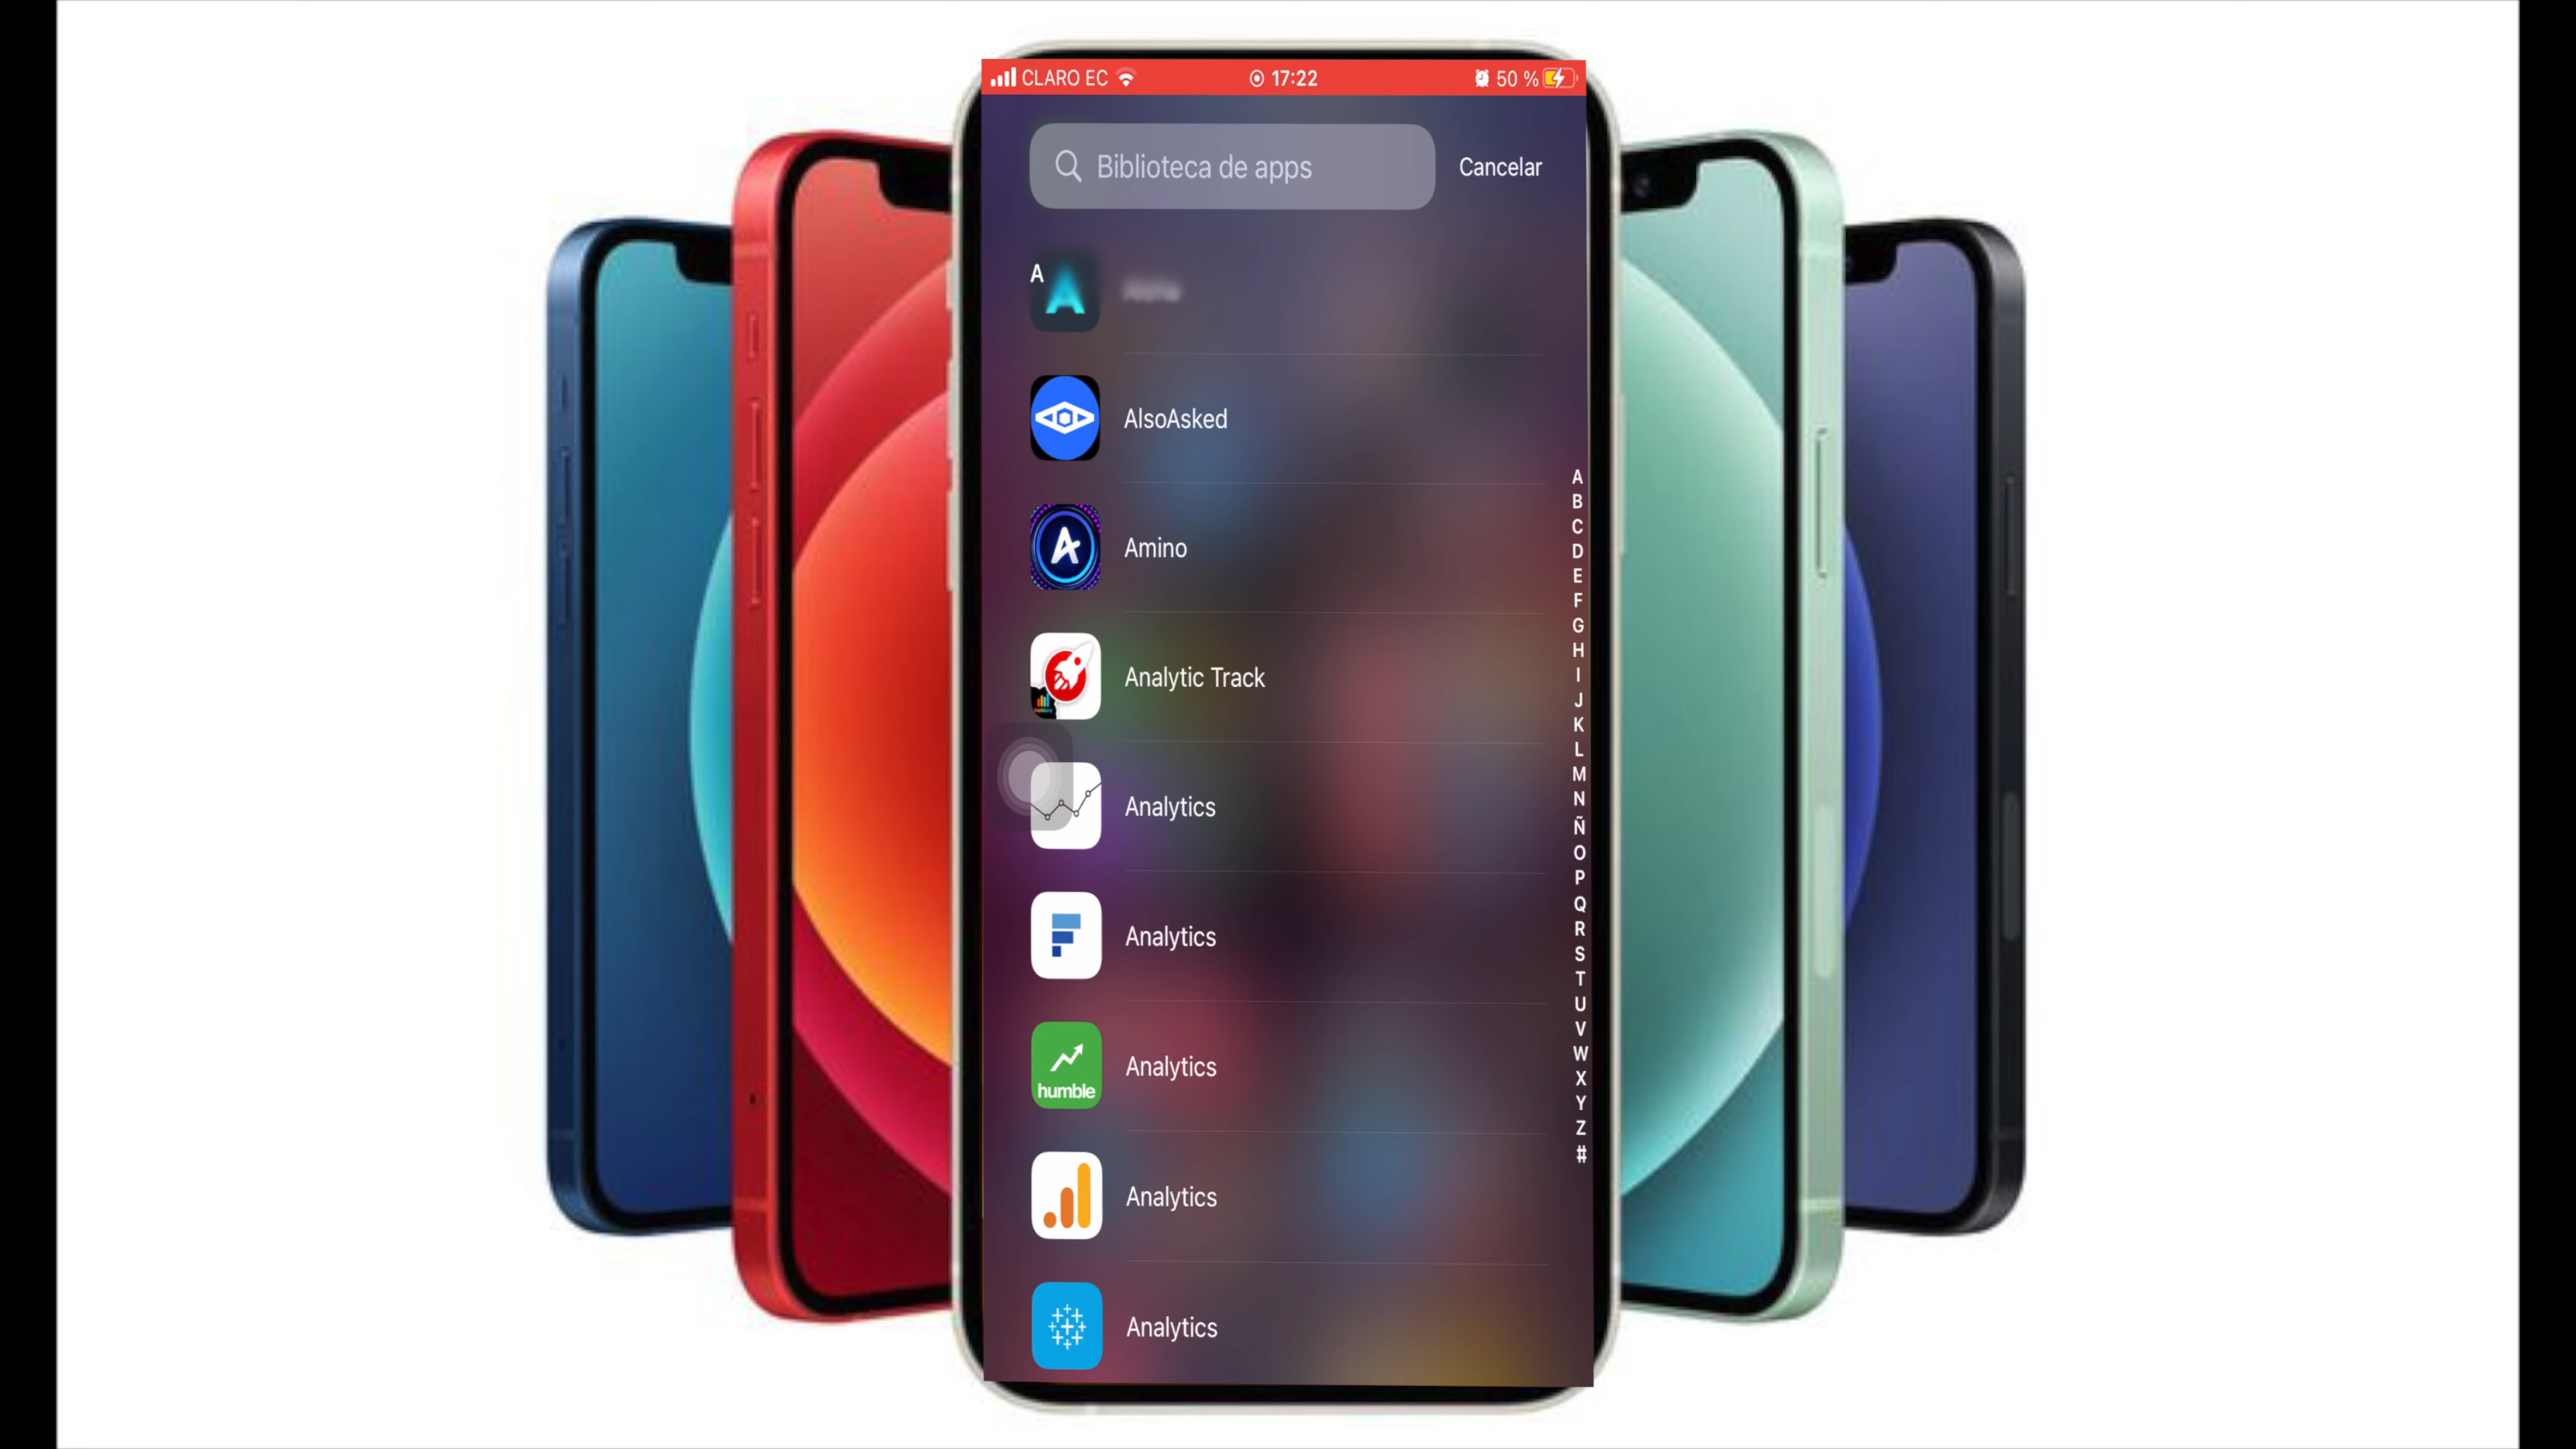 CLARO EC 17:22 50 %
Biblioteca de apps Cancelar
A
AlsoAsked
Amino
Analytic Track
Analytics
Analytics
humble
Analytics
Analytics
Analytics
A
B
C
D
E
F
G
H
I
J
K
L
M
N
Ñ
O
P
Q
R
S
T
U
V
W
X
Y
Z
#